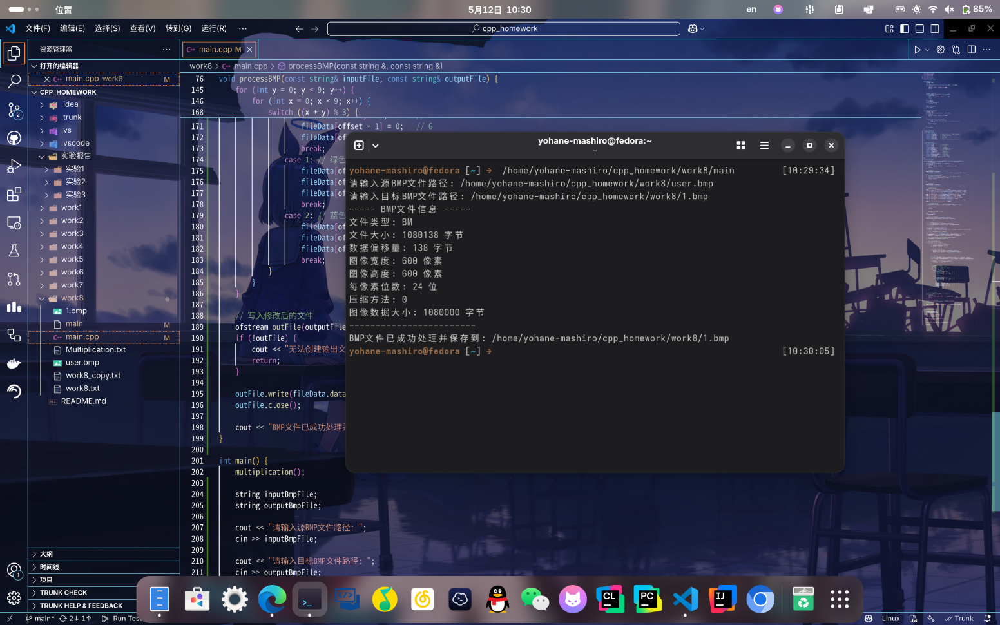 位置
5月12日 10:30
en
85%
文件(F) 编辑(E) 选择(S) 查看(V) 转到(G) 运行(R) ···
cpp_homework
资源管理器
打开的编辑器
main.cpp work8 M
CPP_HOMEWORK
.idea
.trunk
.vs
.vscode
实验报告
实验1
实验2
实验3
work1
work2
work3
work4
work5
work6
work7
work8
1.bmp
main M
main.cpp M
Multiplication.txt
user.bmp
work8_copy.txt
work8.txt
README.md
大纲
时间线
项目
TRUNK CHECK
TRUNK HELP & FEEDBACK
main.cpp M
work8 > main.cpp > processBMP(const string &, const string &)
76 void processBMP(const string& inputFile, const string& outputFile) {
145 for (int y = 0; y < 9; y++) {
146 for (int x = 0; x < 9; x++) {
168 switch ((x + y) % 3) {
171 fileData[offset + 1] = 0; // G
172 fileData[of
173 break;
174 case 1: // 绿色
175 fileData[of
176 fileData[of
177 fileData[of
178 break;
179 case 2: // 蓝色
180 fileData[of
181 fileData[of
182 fileData[of
183 break;
184 }
185 }
186 }
187
188 // 写入修改后的文件
189 ofstream outFile(outputFile
190 if (!outFile) {
191 cout << "无法创建输出文
192 return;
193 }
194
195 outFile.write(fileData.data
196 outFile.close();
197
198 cout << "BMP文件已成功处理并
199 }
200
201 int main() {
202 multiplication();
203
204 string inputBmpFile;
205 string outputBmpFile;
206
207 cout << "请输入源BMP文件路径: ";
208 cin >> inputBmpFile;
209
210 cout << "请输入目标BMP文件路径: ";
211 cin >> outputBmpFile;
yohane-mashiro@fedora:~
~
yohane-mashiro@fedora [~] → /home/yohane-mashiro/cpp_homework/work8/main [10:29:34]
请输入源BMP文件路径: /home/yohane-mashiro/cpp_homework/work8/user.bmp
请输入目标BMP文件路径: /home/yohane-mashiro/cpp_homework/work8/1.bmp
----- BMP文件信息 -----
文件类型: BM
文件大小: 1080138 字节
数据偏移量: 138 字节
图像宽度: 600 像素
图像高度: 600 像素
每像素位数: 24 位
压缩方法: 0
图像数据大小: 1080000 字节
------------------------
BMP文件已成功处理并保存到: /home/yohane-mashiro/cpp_homework/work8/1.bmp
yohane-mashiro@fedora [~] → [10:30:05]
CL
PC
IJ
main* 2↓ 1↑ Run Test
Linux
Trunk